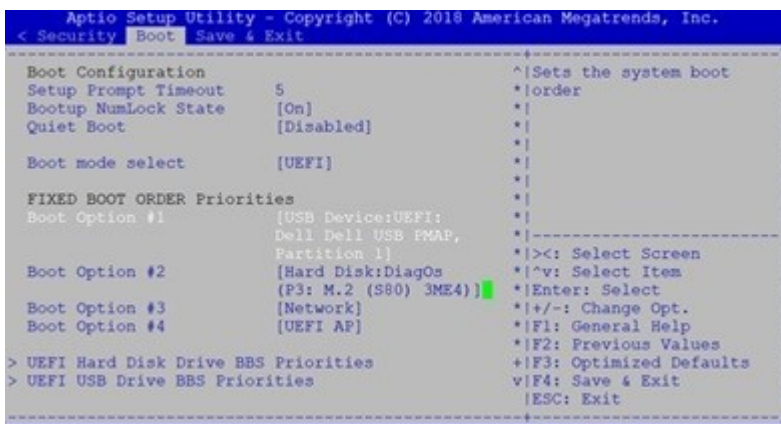 Aptio Setup Utility - Copyright (C) 2018 American Megatrends, Inc.
< Security Boot Save & Exit
Boot Configuration
Setup Prompt Timeout 5
Bootup NumLock State [On]
Quiet Boot [Disabled]
Boot mode select [UEFI]
FIXED BOOT ORDER Priorities
Boot Option #1 [USB Device:UEFI:
Dell Dell USB PMAP,
Partition 1]
Boot Option #2 [Hard Disk:DiagOs
(P3: M.2 (S80) 3ME4)]
Boot Option #3 [Network]
Boot Option #4 [UEFI AP]
> UEFI Hard Disk Drive BBS Priorities
> UEFI USB Drive BBS Priorities
^|Sets the system boot
*|order
*|
*|
*|
*|
*|
*|
*|
*|
*|><: Select Screen
*|^v: Select Item
*|Enter: Select
*|+/-: Change Opt.
*|F1: General Help
*|F2: Previous Values
+|F3: Optimized Defaults
v|F4: Save & Exit
|ESC: Exit